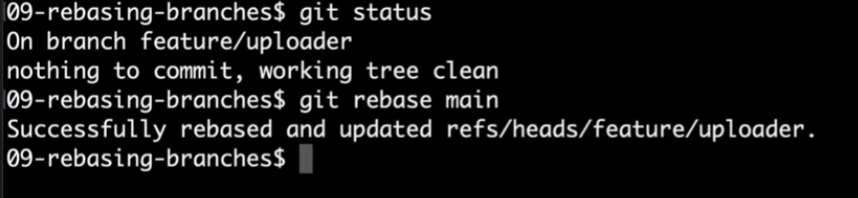 09-rebasing-branches$ git status
On branch feature/uploader
nothing to commit, working tree clean
09-rebasing-branches$ git rebase main
Successfully rebased and updated refs/heads/feature/uploader.
09-rebasing-branches$